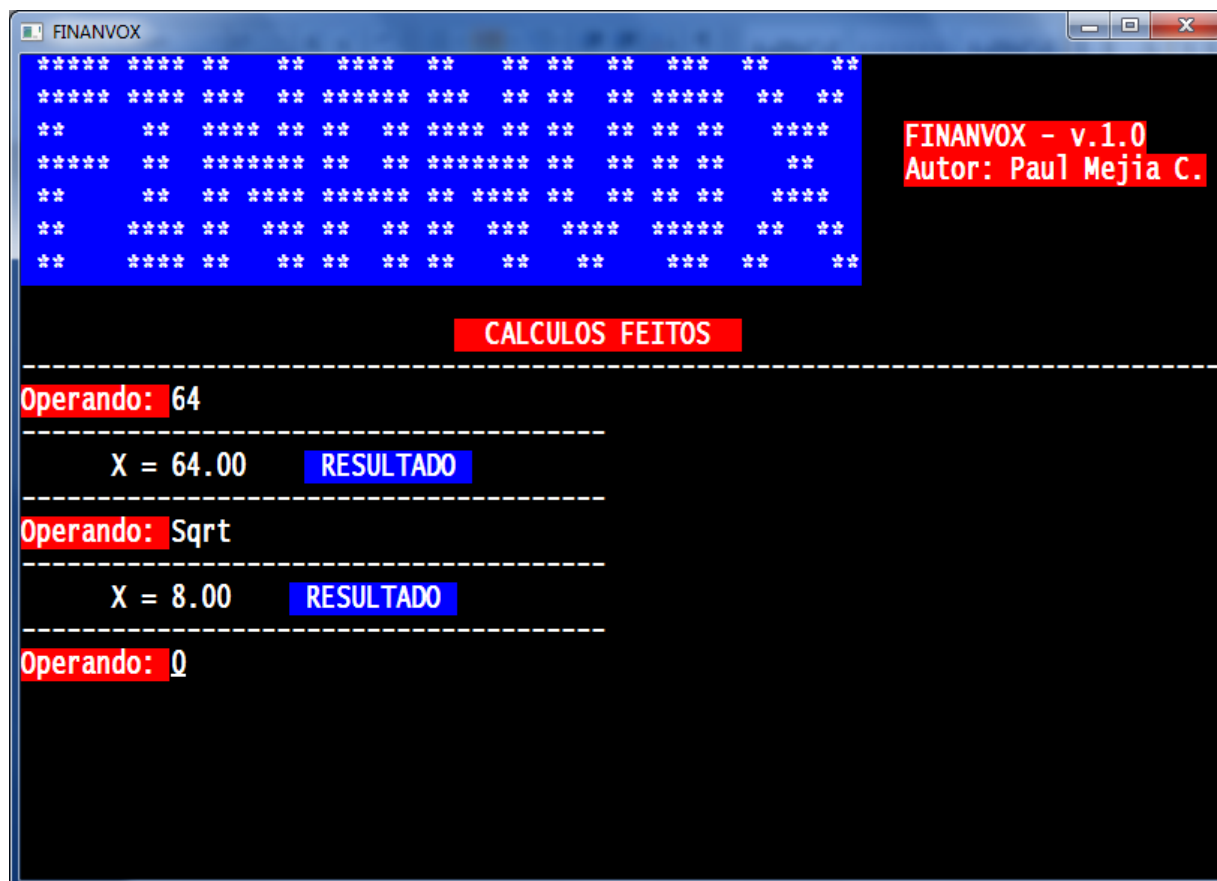 FINANVOX
***** **** **   **  ****  **   ** **  **  ***  **    **
***** **** ***  ** ****** ***  ** **  ** *****  **  **
**     **  **** ** **  ** **** ** **  ** ** **   ****
*****  **  ******* **  ** ******* **  ** ** **    **
**     **  ** **** ****** ** **** **  ** ** **   ****
**    **** **  *** **  ** **  ***  ****  *****  **  **
**    **** **   ** **  ** **   **   **    ***  **    **
FINANVOX - v.1.0
Autor: Paul Mejia C.
CALCULOS FEITOS
--------------------------------------------------------------------------------
Operando: 64
---------------------------------------
X = 64.00 RESULTADO
---------------------------------------
Operando: Sqrt
---------------------------------------
X = 8.00 RESULTADO
---------------------------------------
Operando: Q